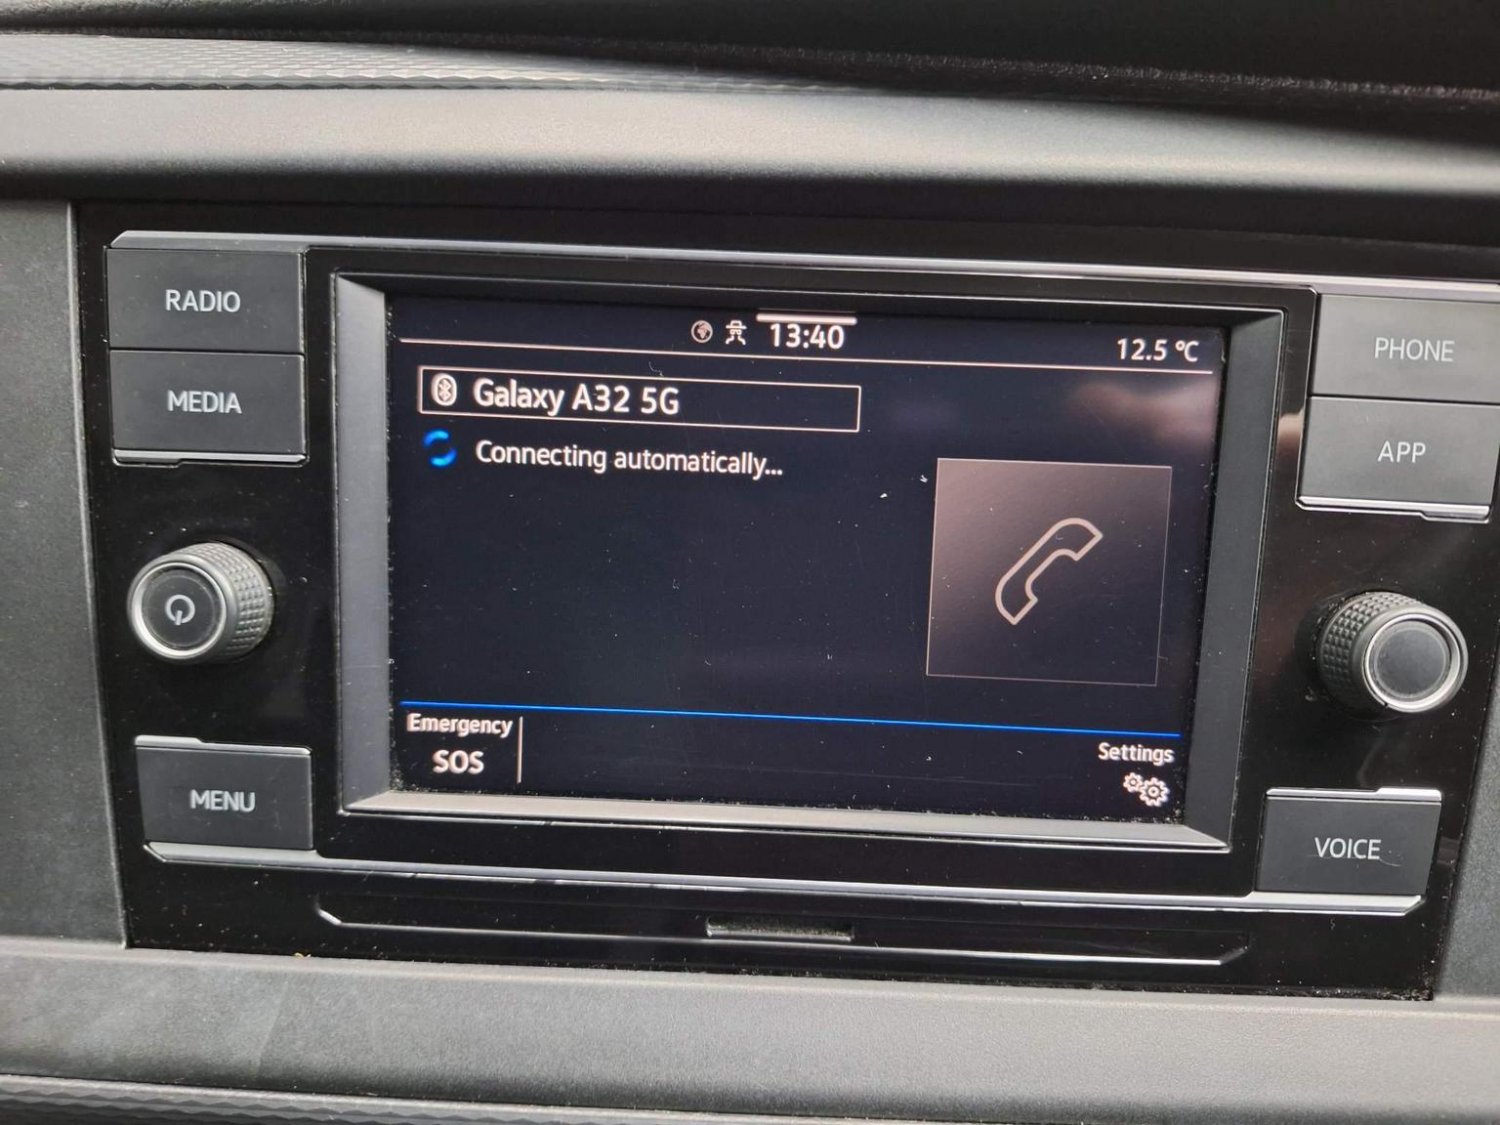 RADIO
MEDIA
MENU
13:40
12.5 °C
Galaxy A32 5G
Connecting automatically...
Emergency
SOS
Settings
PHONE
APP
VOICE